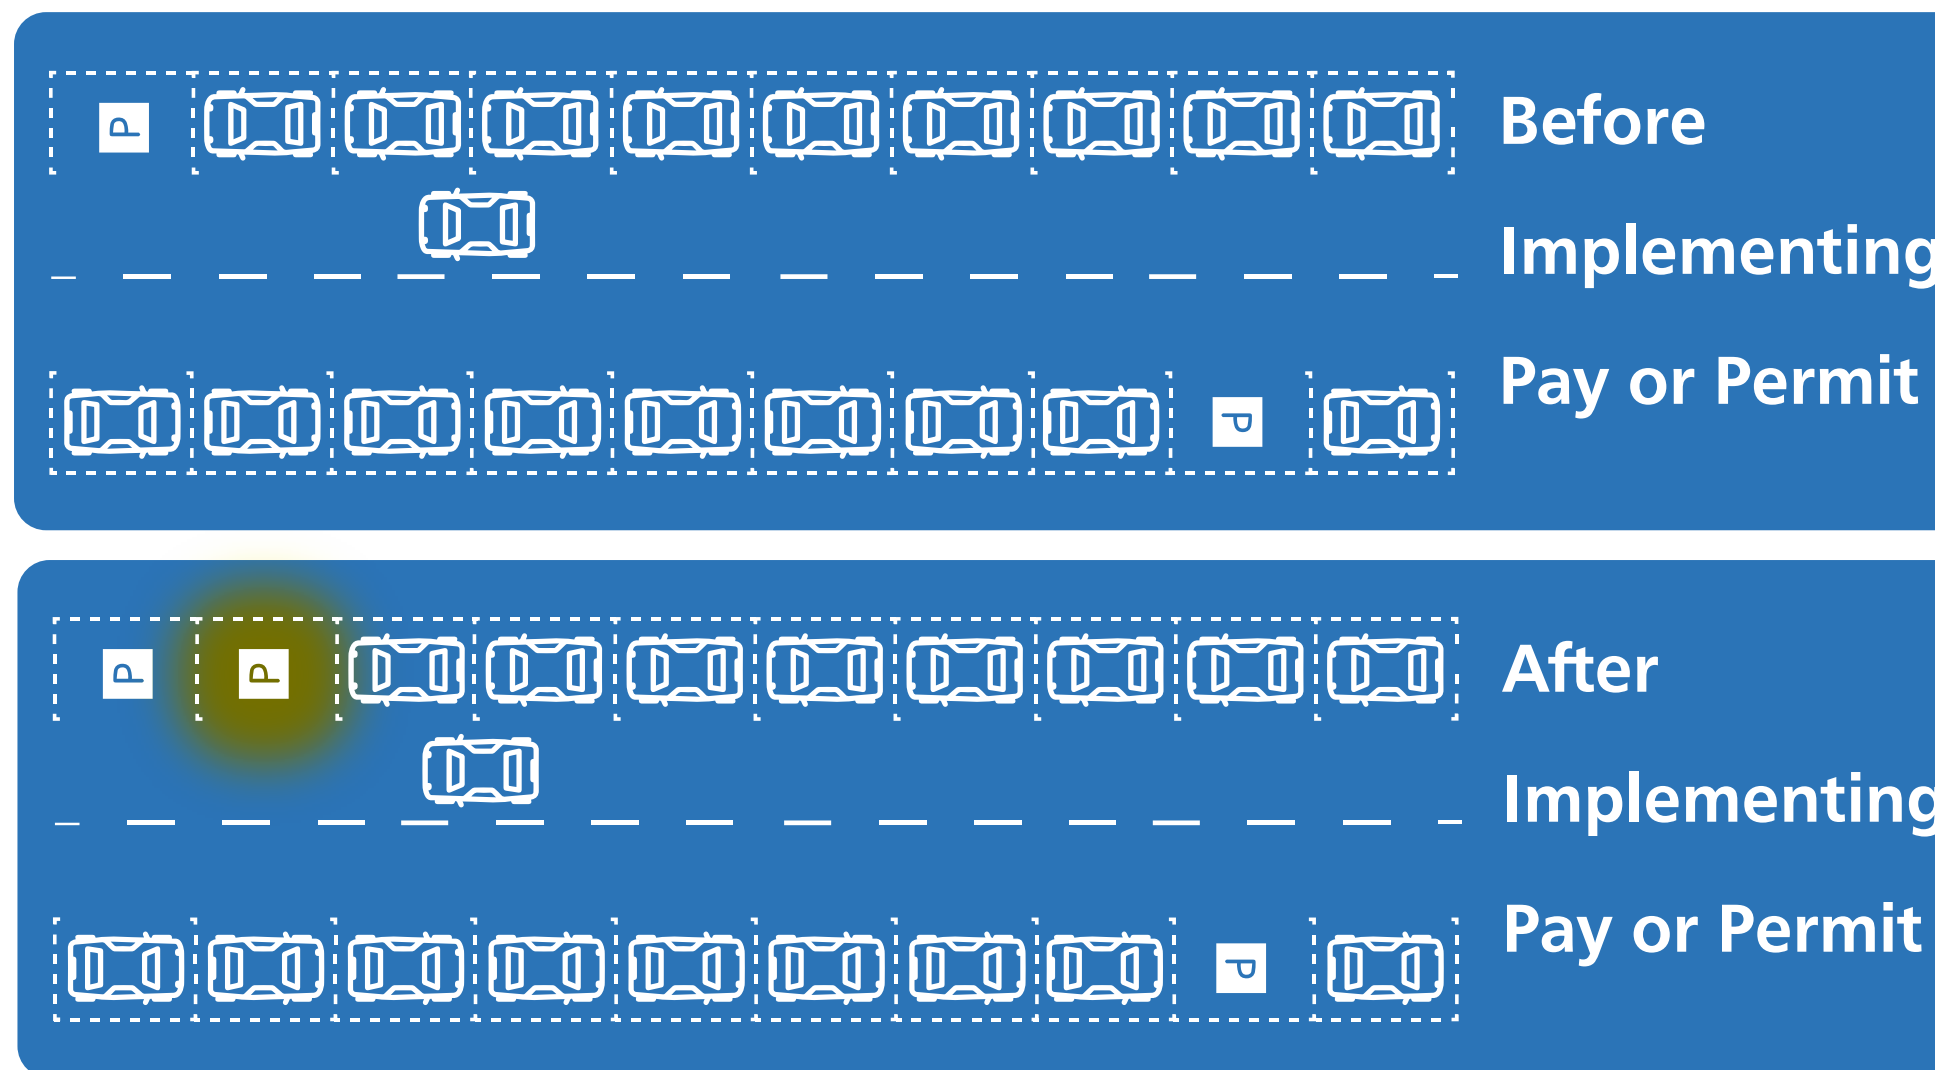 P
Before
Implementing
P
Pay or Permit
P
P
After
Implementing
P
Pay or Permit